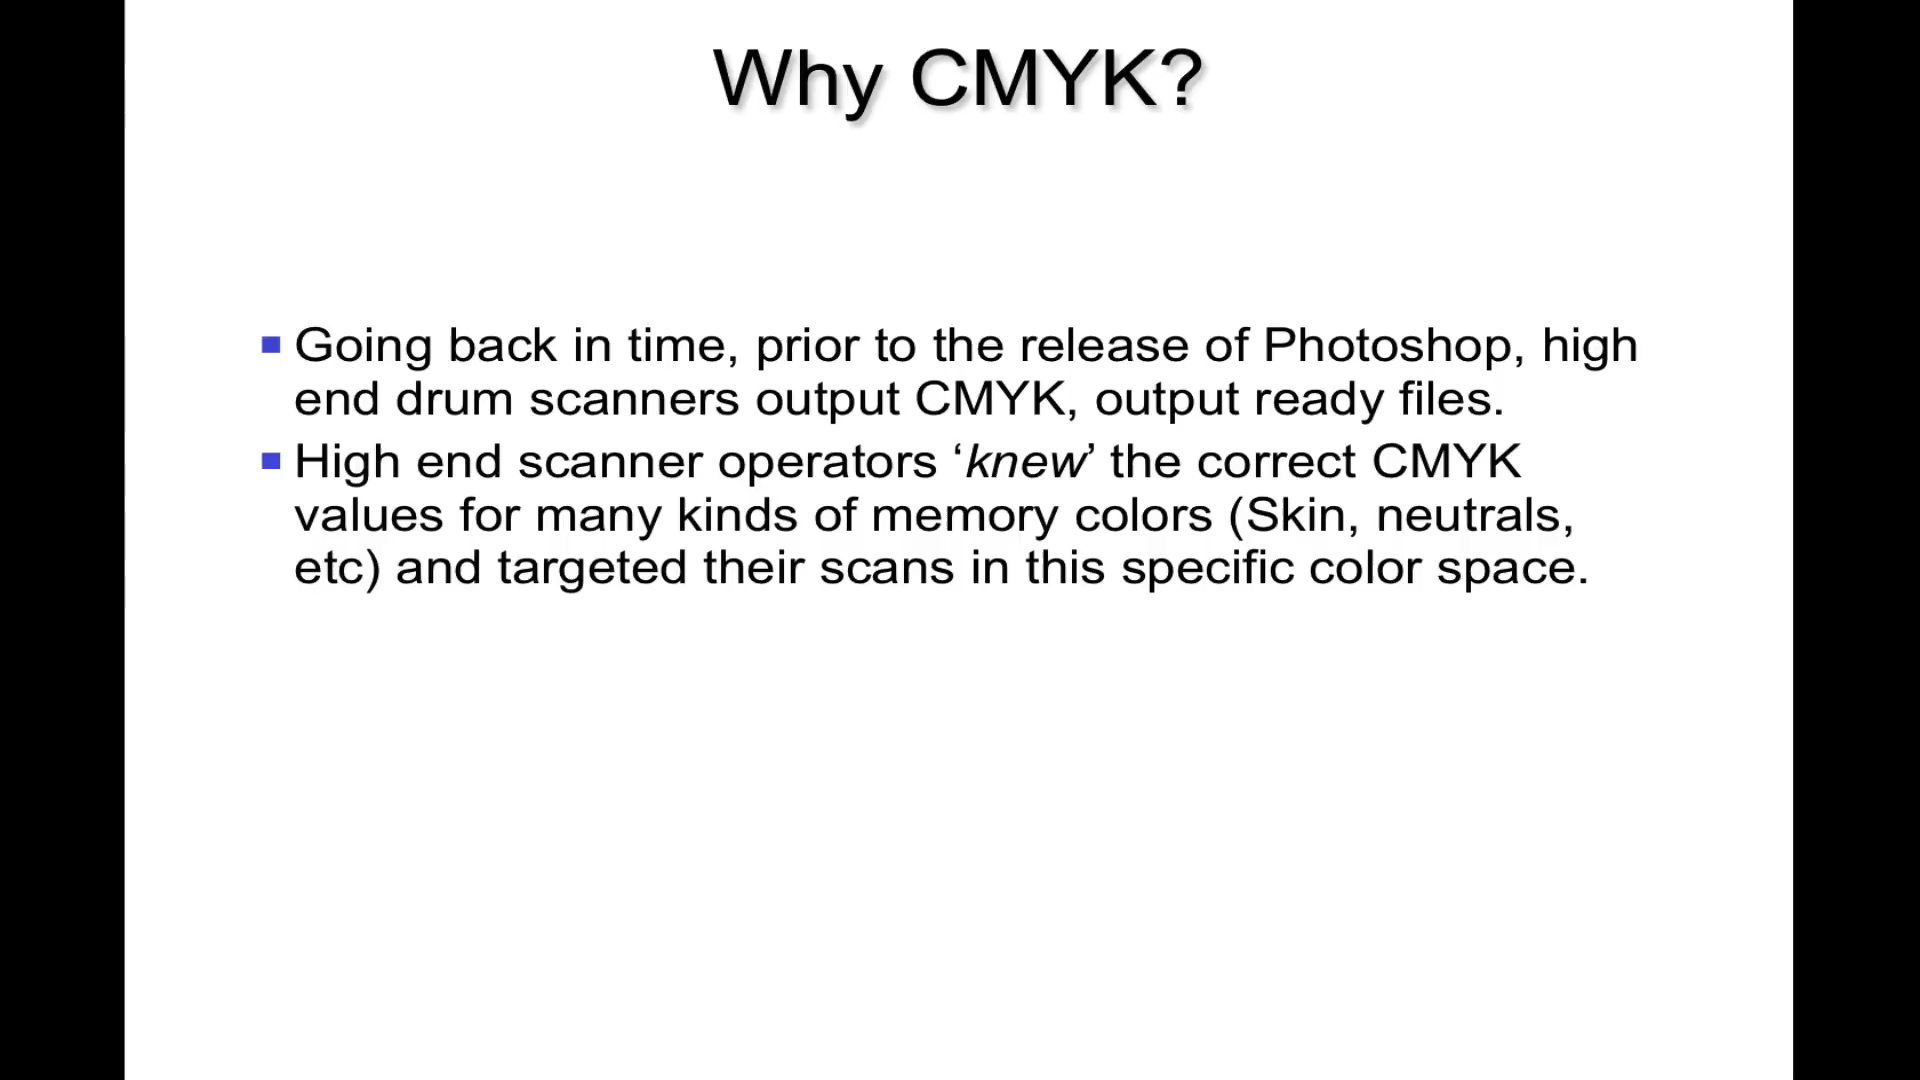 Why CMYK?
Going back in time, prior to the release of Photoshop, high
end drum scanners output CMYK, output ready files.
High end scanner operators ‘knew’ the correct CMYK
values for many kinds of memory colors (Skin, neutrals,
etc) and targeted their scans in this specific color space.